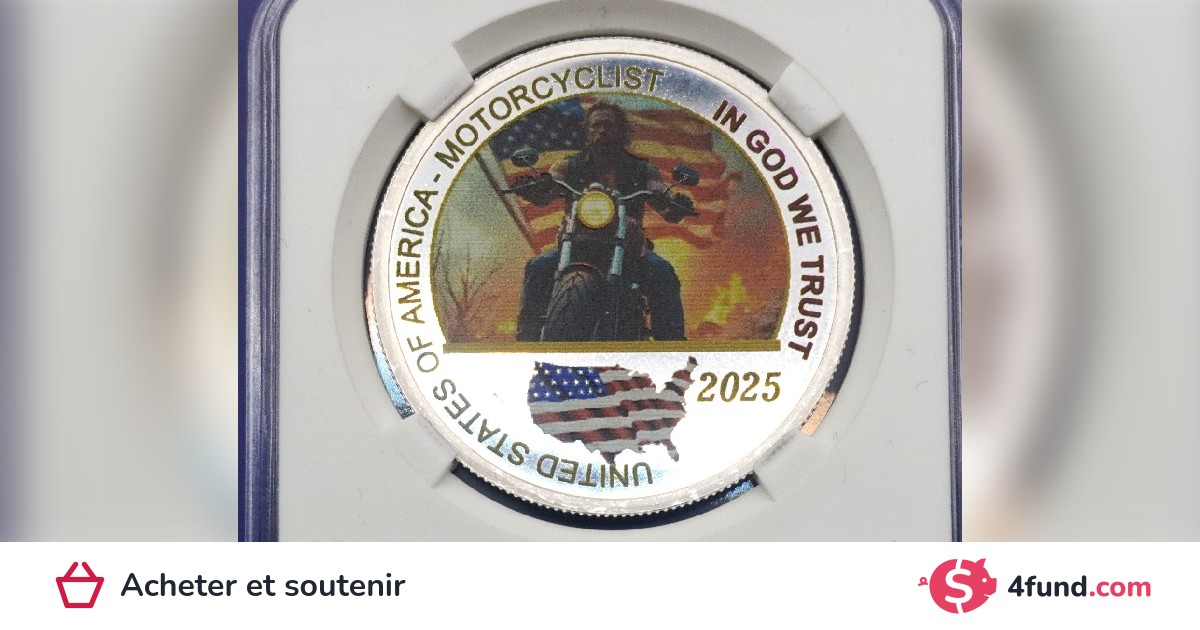 UNITED STATES OF AMERICA - MOTORCYCLIST
IN GOD WE TRUST
2025
Acheter et soutenir
4fund.com